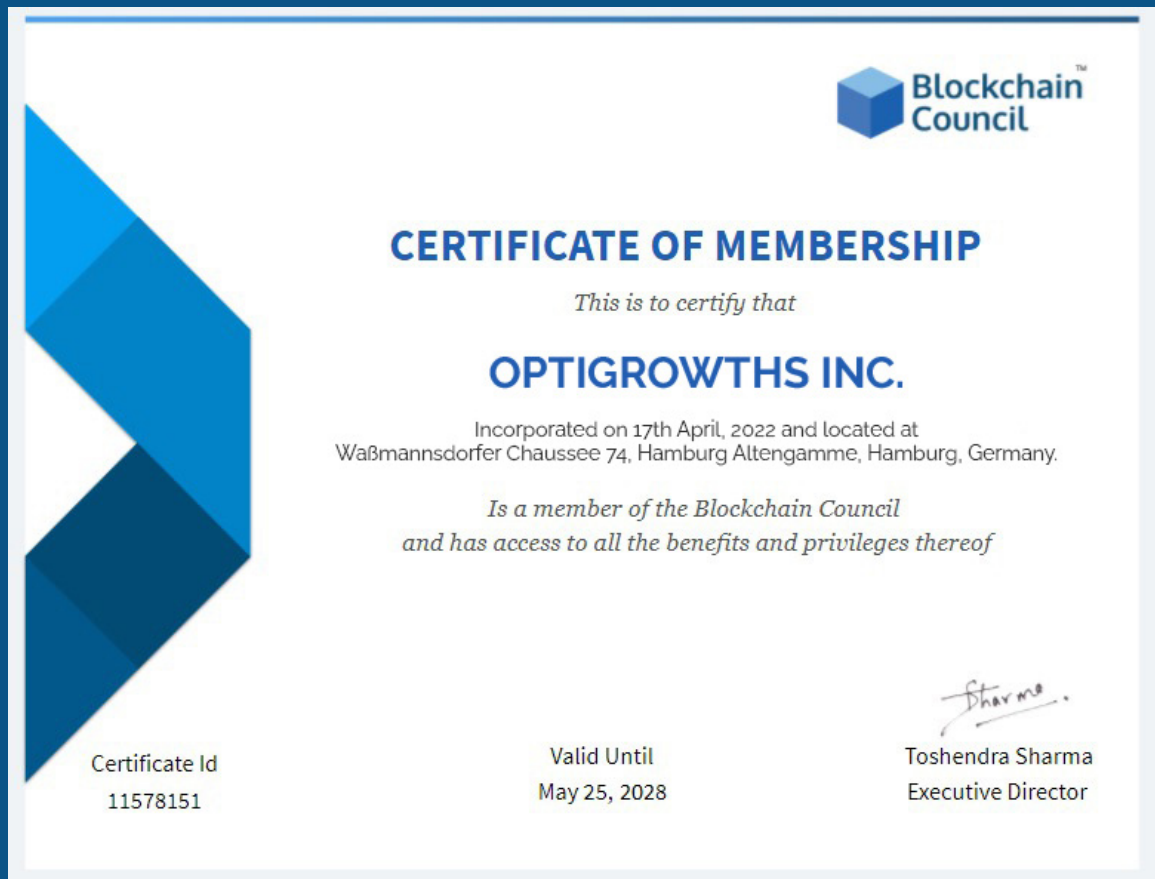 Blockchain™
Council
CERTIFICATE OF MEMBERSHIP
This is to certify that
OPTIGROWTHS INC.
Incorporated on 17th April, 2022 and located at
Waßmannsdorfer Chaussee 74, Hamburg Altengamme, Hamburg, Germany.
Is a member of the Blockchain Council
and has access to all the benefits and privileges thereof
Certificate Id
11578151
Valid Until
May 25, 2028
Sharma.
Toshendra Sharma
Executive Director